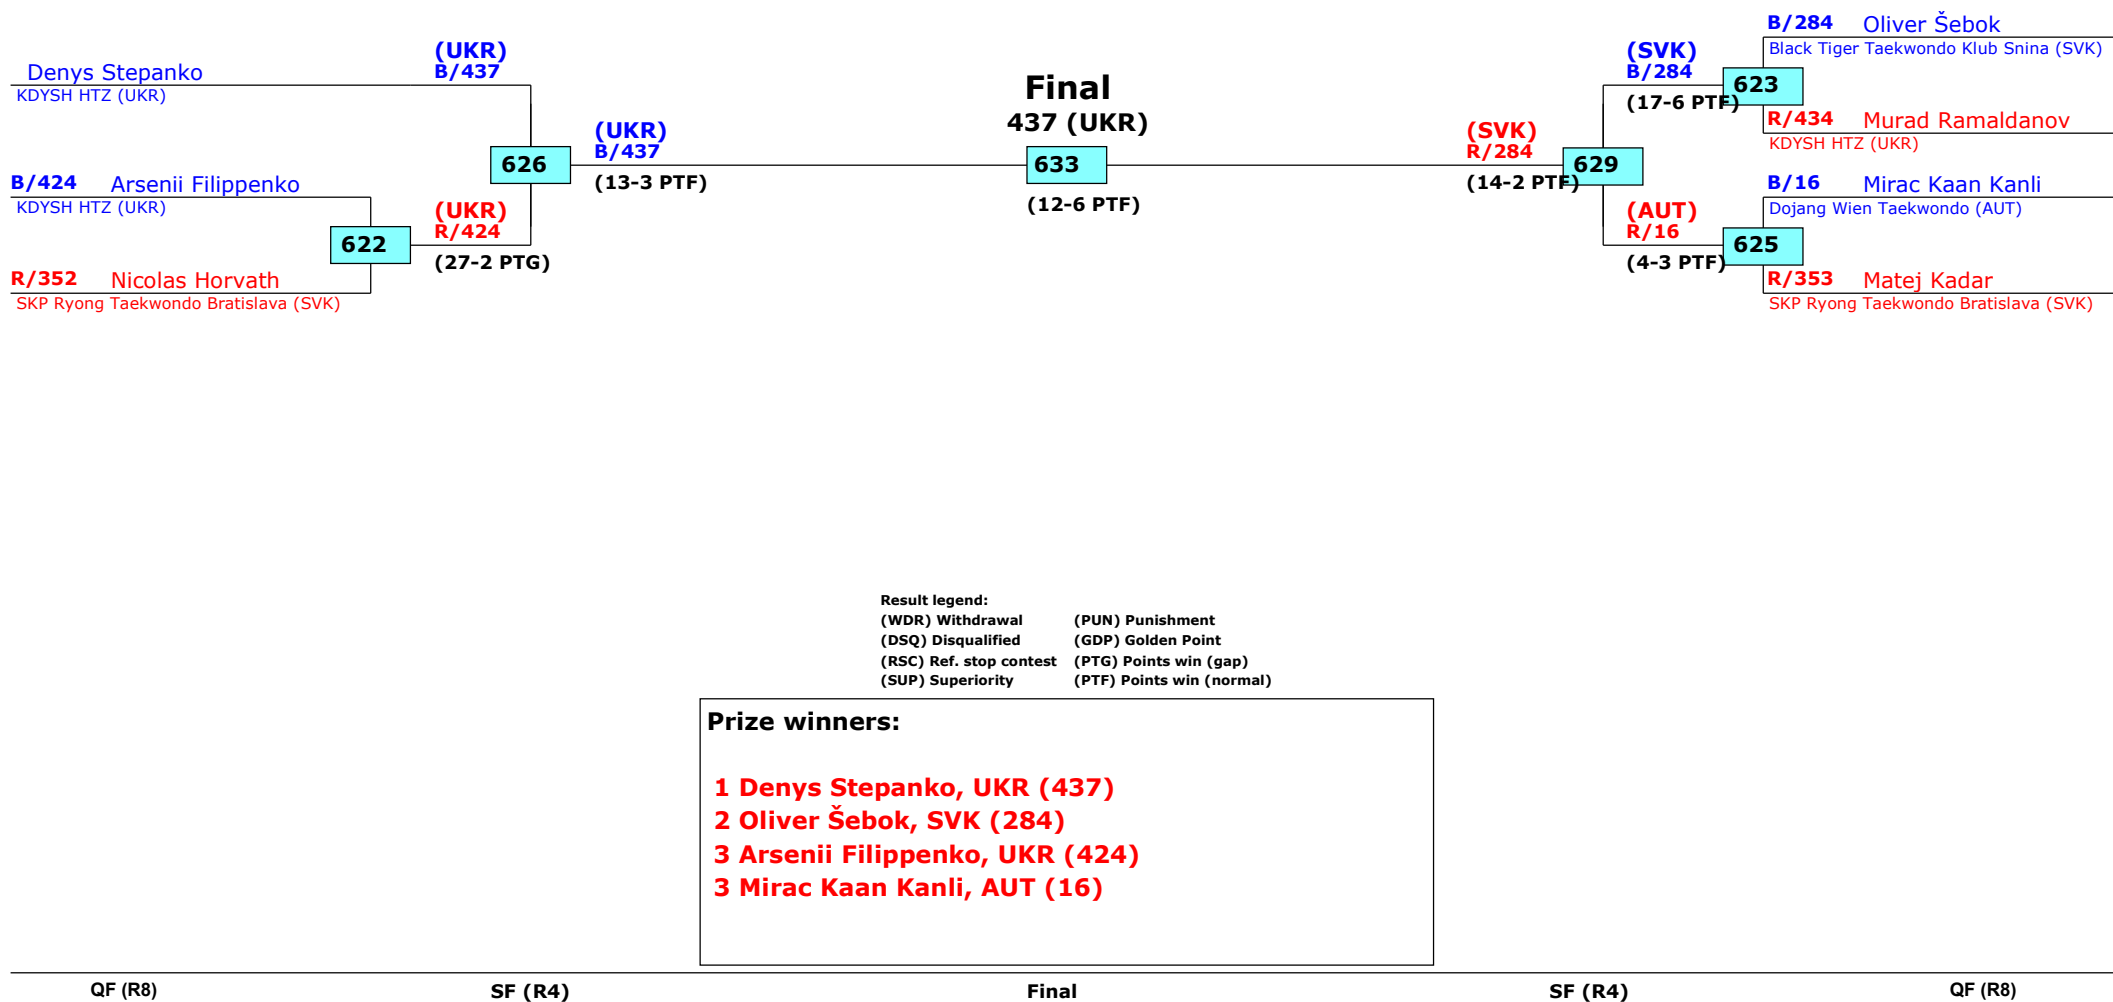 Denys Stepanko
KDYSH HTZ (UKR)
(UKR)
B/437
B/424 Arsenii Filippenko
KDYSH HTZ (UKR)
622
R/352 Nicolas Horvath
SKP Ryong Taekwondo Bratislava (SVK)
(UKR)
R/424
(27-2 PTG)
626
(UKR)
B/437
(13-3 PTF)
Final
437 (UKR)
633
(12-6 PTF)
(SVK)
R/284
(14-2 PTF)
629
(SVK)
B/284
(17-6 PTF)
623
B/284 Oliver Šebok
Black Tiger Taekwondo Klub Snina (SVK)
R/434 Murad Ramaldanov
KDYSH HTZ (UKR)
(AUT)
R/16
(4-3 PTF)
625
B/16 Mirac Kaan Kanli
Dojang Wien Taekwondo (AUT)
R/353 Matej Kadar
SKP Ryong Taekwondo Bratislava (SVK)
Result legend:
(WDR) Withdrawal (PUN) Punishment
(DSQ) Disqualified (GDP) Golden Point
(RSC) Ref. stop contest (PTG) Points win (gap)
(SUP) Superiority (PTF) Points win (normal)
Prize winners:
1 Denys Stepanko, UKR (437)
2 Oliver Šebok, SVK (284)
3 Arsenii Filippenko, UKR (424)
3 Mirac Kaan Kanli, AUT (16)
QF (R8) SF (R4) Final SF (R4) QF (R8)